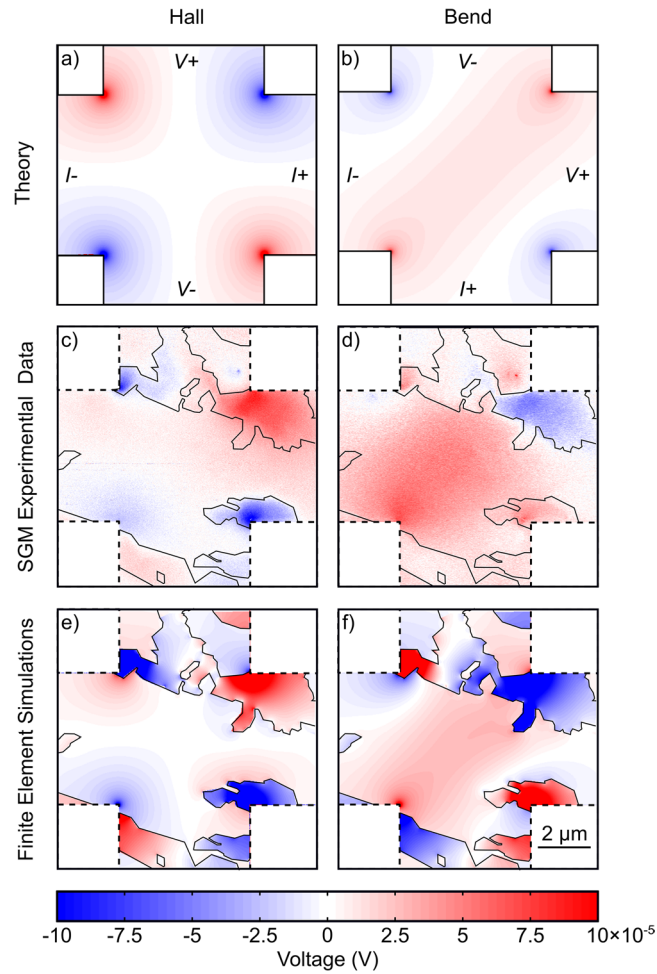 Hall Bend
Theory
a) V+
I- I+
V-
b) V-
I- V+
I+
SGM Experimential Data
c) d)
Finite Element Simulations
e) f)
2 µm
-10 -7.5 -5 -2.5 0 2.5 5 7.5 10×10⁻⁵
Voltage (V)